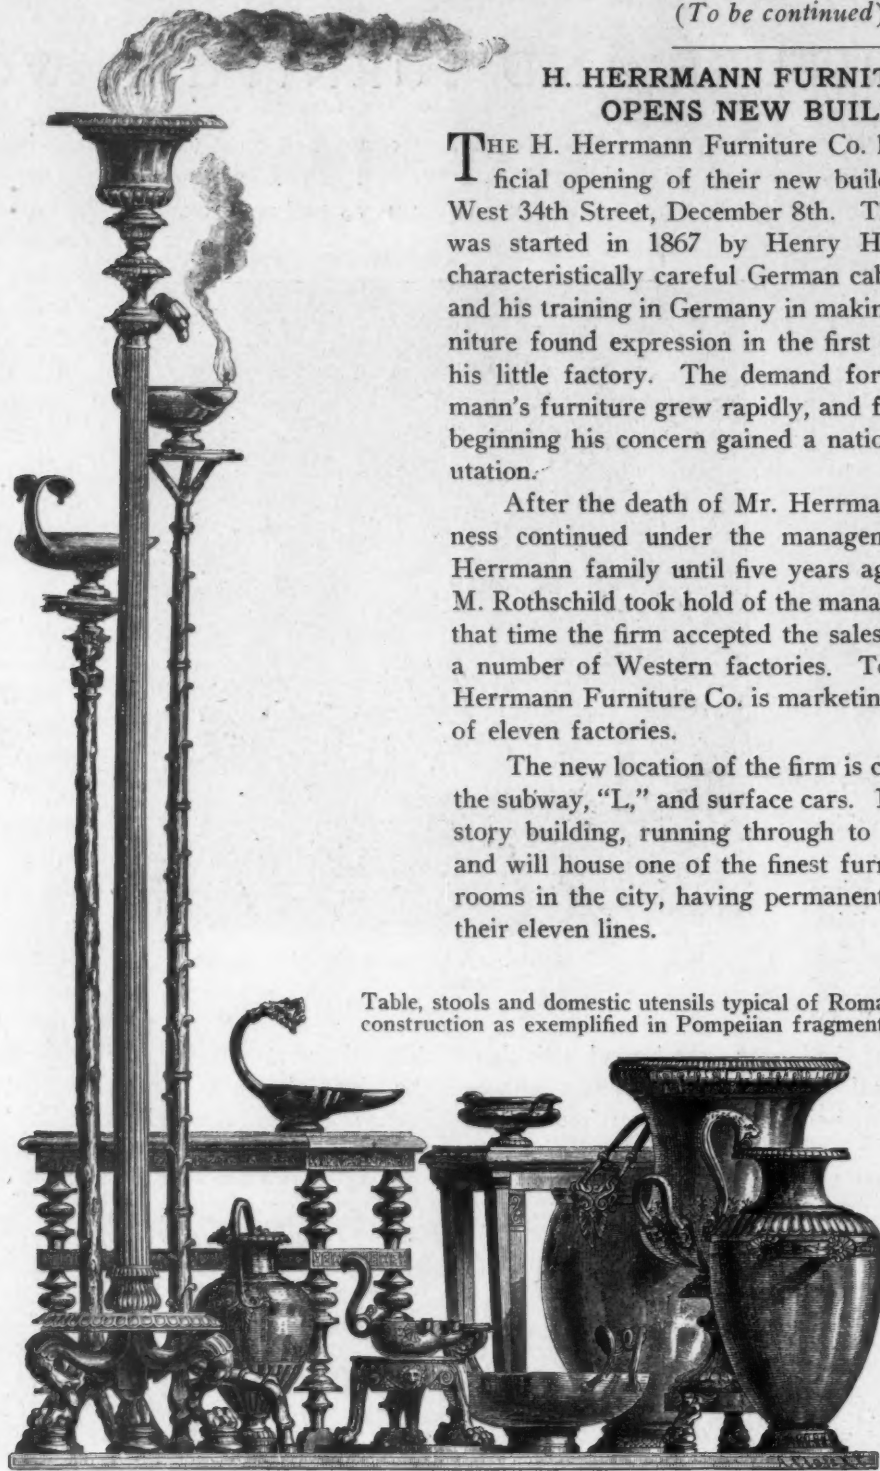 (To be continued)
H. HERRMANN FURNIT
OPENS NEW BUIL
THE H. Herrmann Furniture Co.
ficial opening of their new build
West 34th Street, December 8th. T
was started in 1867 by Henry H
characteristically careful German cab
and his training in Germany in makin
niture found expression in the first
his little factory. The demand for
mann's furniture grew rapidly, and f
beginning his concern gained a natio
utation.
After the death of Mr. Herrma
ness continued under the managem
Herrmann family until five years ag
M. Rothschild took hold of the mana
that time the firm accepted the sales
a number of Western factories. To
Herrmann Furniture Co. is marketin
of eleven factories.
The new location of the firm is c
the subway, "L," and surface cars. T
story building, running through to
and will house one of the finest furn
rooms in the city, having permanent
their eleven lines.
Table, stools and domestic utensils typical of Roma
construction as exemplified in Pompeiian fragment